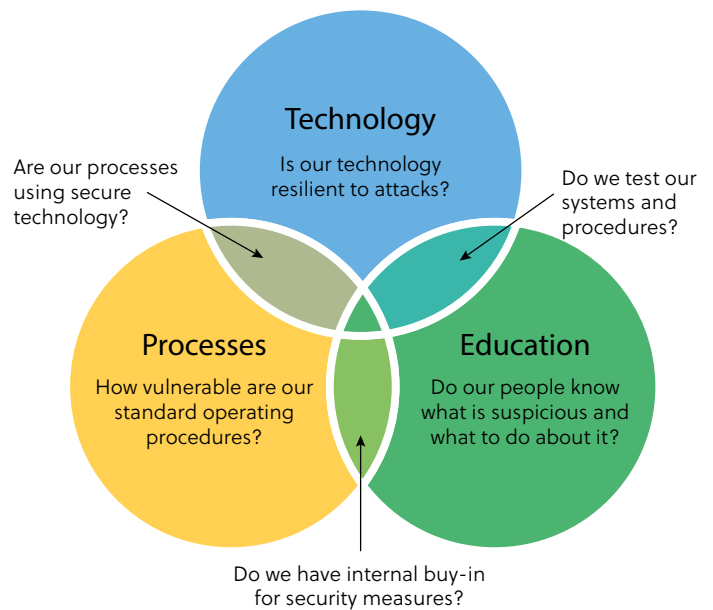 Technology
Is our technology
resilient to attacks?
Are our processes
using secure
technology?
Do we test our
systems and
procedures?
Processes
How vulnerable are our
standard operating
procedures?
Education
Do our people know
what is suspicious and
what to do about it?
Do we have internal buy-in
for security measures?